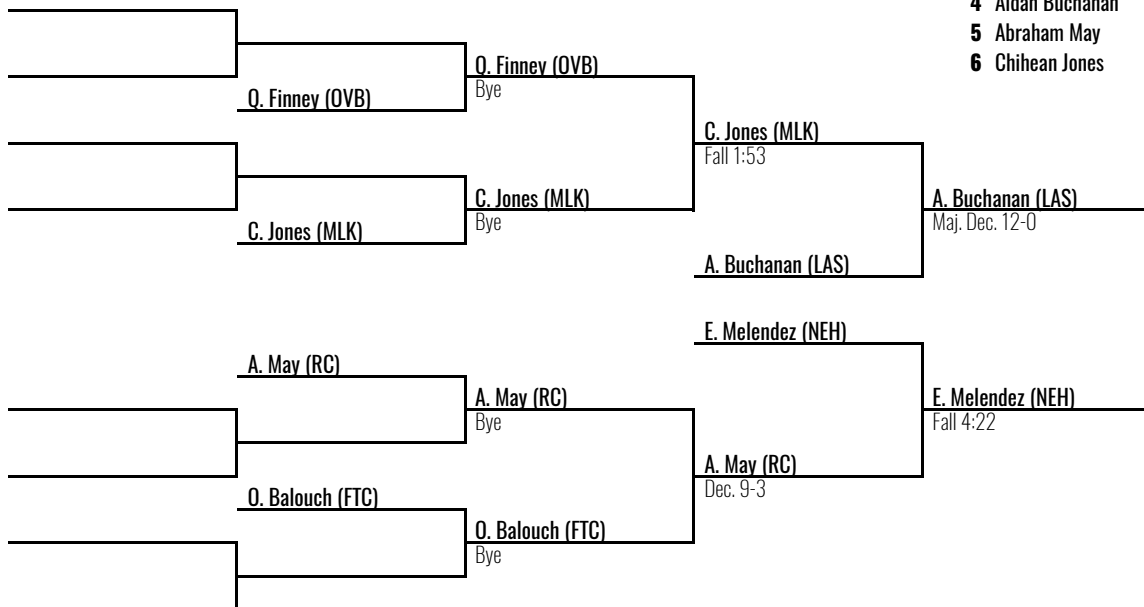 4 Aidan Buchanan
5 Abraham May
6 Chihean Jones
Q. Finney (OVB)
Bye
Q. Finney (OVB)
C. Jones (MLK)
Fall 1:53
C. Jones (MLK)
Bye
C. Jones (MLK)
A. Buchanan (LAS)
Maj. Dec. 12-0
A. Buchanan (LAS)
E. Melendez (NEH)
A. May (RC)
A. May (RC)
Bye
E. Melendez (NEH)
Fall 4:22
A. May (RC)
Dec. 9-3
O. Balouch (FTC)
O. Balouch (FTC)
Bye